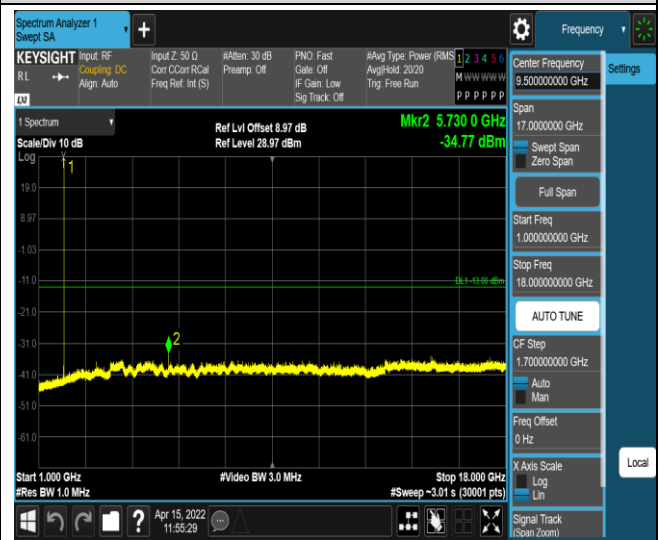 Spectrum Analyzer 1
Swept SA
Frequency
KEYSIGHT
R L
LXI
Input: RF
Coupling: DC
Align: Auto
Input Z: 50 Ω
Corr CCorr RCal
Freq Ref: Int (S)
#Atten: 30 dB
Preamp: Off
PNO: Fast
Gate: Off
IF Gain: Low
Sig Track: Off
#Avg Type: Power (RMS
Avg|Hold: 20/20
Trig: Free Run
1 2 3 4 5 6
M W W W W W
P P P P P P
1 Spectrum
Scale/Div 10 dB
Log
Ref Lvl Offset 8.97 dB
Ref Level 28.97 dBm
Mkr2 5.730 0 GHz
-34.77 dBm
1
19.0
8.97
-1.03
-11.0
DL1 -13.00 dBm
-21.0
-31.0
2
-41.0
-51.0
-61.0
Start 1.000 GHz
#Res BW 1.0 MHz
#Video BW 3.0 MHz
Stop 18.000 GHz
#Sweep ~3.01 s (30001 pts)
Apr 15, 2022
11:55:29
?
Center Frequency
9.500000000 GHz
Settings
Span
17.0000000 GHz
Swept Span
Zero Span
Full Span
Start Freq
1.000000000 GHz
Stop Freq
18.000000000 GHz
AUTO TUNE
CF Step
1.700000000 GHz
Auto
Man
Freq Offset
0 Hz
X Axis Scale
Log
Lin
Local
Signal Track
(Span Zoom)